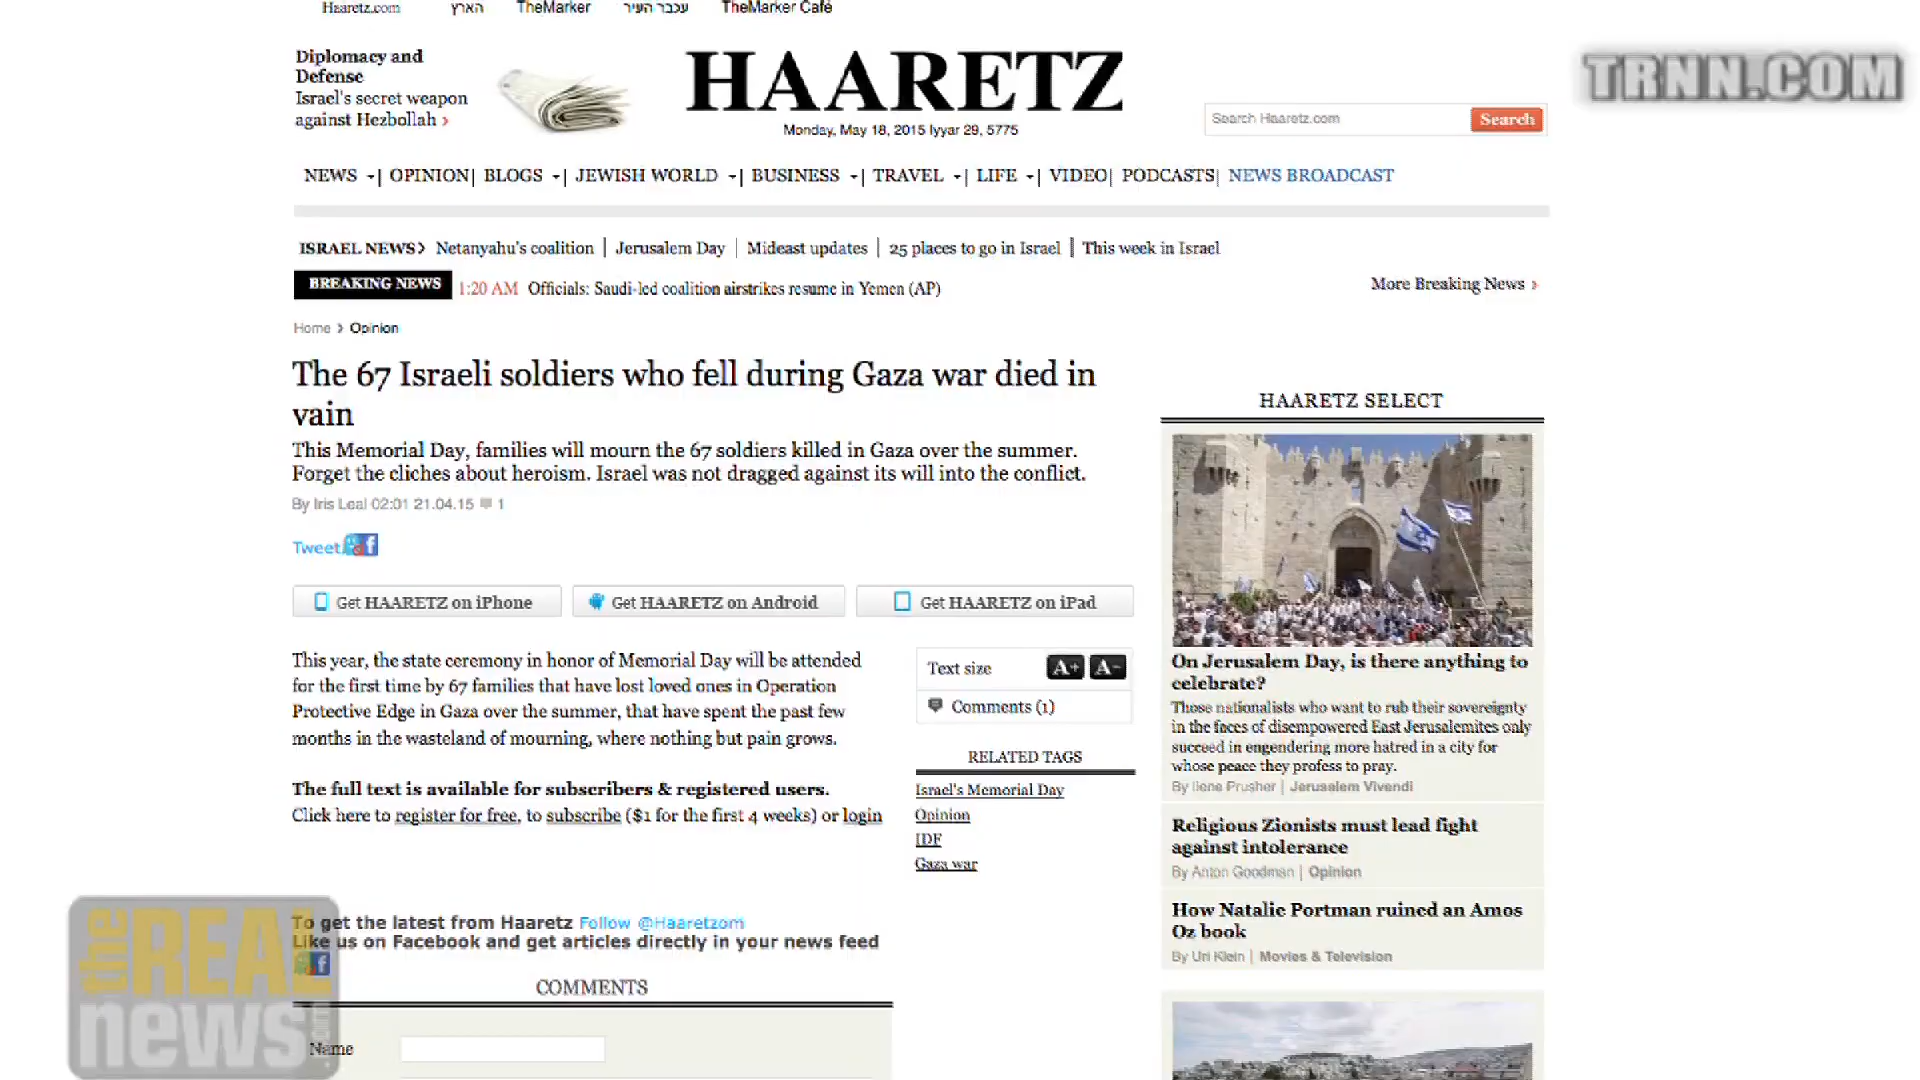 Haaretz.com הארץ TheMarker עכבר העיר TheMarker Café
Diplomacy and
Defense
Israel's secret weapon
against Hezbollah ›
HAARETZ
Monday, May 18, 2015 Iyyar 29, 5775
TRNN.COM
Search Haaretz.com Search
NEWS | OPINION | BLOGS | JEWISH WORLD | BUSINESS | TRAVEL | LIFE | VIDEO | PODCASTS | NEWS BROADCAST
ISRAEL NEWS› Netanyahu's coalition | Jerusalem Day | Mideast updates | 25 places to go in Israel | This week in Israel
BREAKING NEWS 1:20 AM Officials: Saudi-led coalition airstrikes resume in Yemen (AP) More Breaking News ›
Home › Opinion
The 67 Israeli soldiers who fell during Gaza war died in
vain
This Memorial Day, families will mourn the 67 soldiers killed in Gaza over the summer.
Forget the cliches about heroism. Israel was not dragged against its will into the conflict.
By Iris Leal 02:01 21.04.15 1
Tweet f
Get HAARETZ on iPhone Get HAARETZ on Android Get HAARETZ on iPad
This year, the state ceremony in honor of Memorial Day will be attended
for the first time by 67 families that have lost loved ones in Operation
Protective Edge in Gaza over the summer, that have spent the past few
months in the wasteland of mourning, where nothing but pain grows.
The full text is available for subscribers & registered users.
Click here to register for free, to subscribe ($1 for the first 4 weeks) or login
Text size A+ A-
Comments (1)
RELATED TAGS
Israel's Memorial Day
Opinion
IDF
Gaza war
To get the latest from Haaretz Follow @Haaretzcom
Like us on Facebook and get articles directly in your news feed
f
COMMENTS
Name
HAARETZ SELECT
On Jerusalem Day, is there anything to
celebrate?
Those nationalists who want to rub their sovereignty
in the faces of disempowered East Jerusalemites only
succeed in engendering more hatred in a city for
whose peace they profess to pray.
By Ilene Prusher | Jerusalem Vivendi
Religious Zionists must lead fight
against intolerance
By Anton Goodman | Opinion
How Natalie Portman ruined an Amos
Oz book
By Uri Klein | Movies & Television
the REAL
news.com